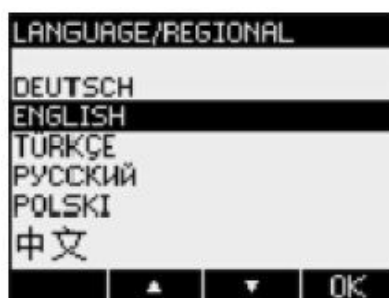 LANGUAGE/REGIONAL
DEUTSCH
ENGLISH
TÜRKÇE
РУССКИЙ
POLSKI
中文
▲ ▼ OK